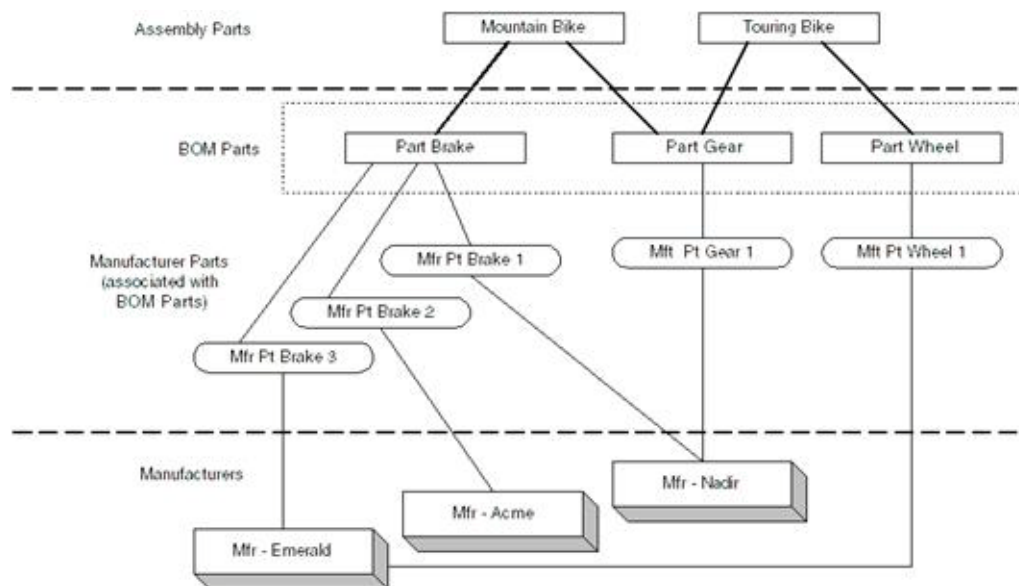 Assembly Parts
Mountain Bike
Touring Bike
BOM Parts
Part Brake
Part Gear
Part Wheel
Manufacturer Parts
(associated with
BOM Parts)
Mfr Pt Brake 1
Mft Pt Gear 1
Mft Pt Wheel 1
Mfr Pt Brake 2
Mfr Pt Brake 3
Manufacturers
Mfr - Nadir
Mfr - Acme
Mfr - Emerald